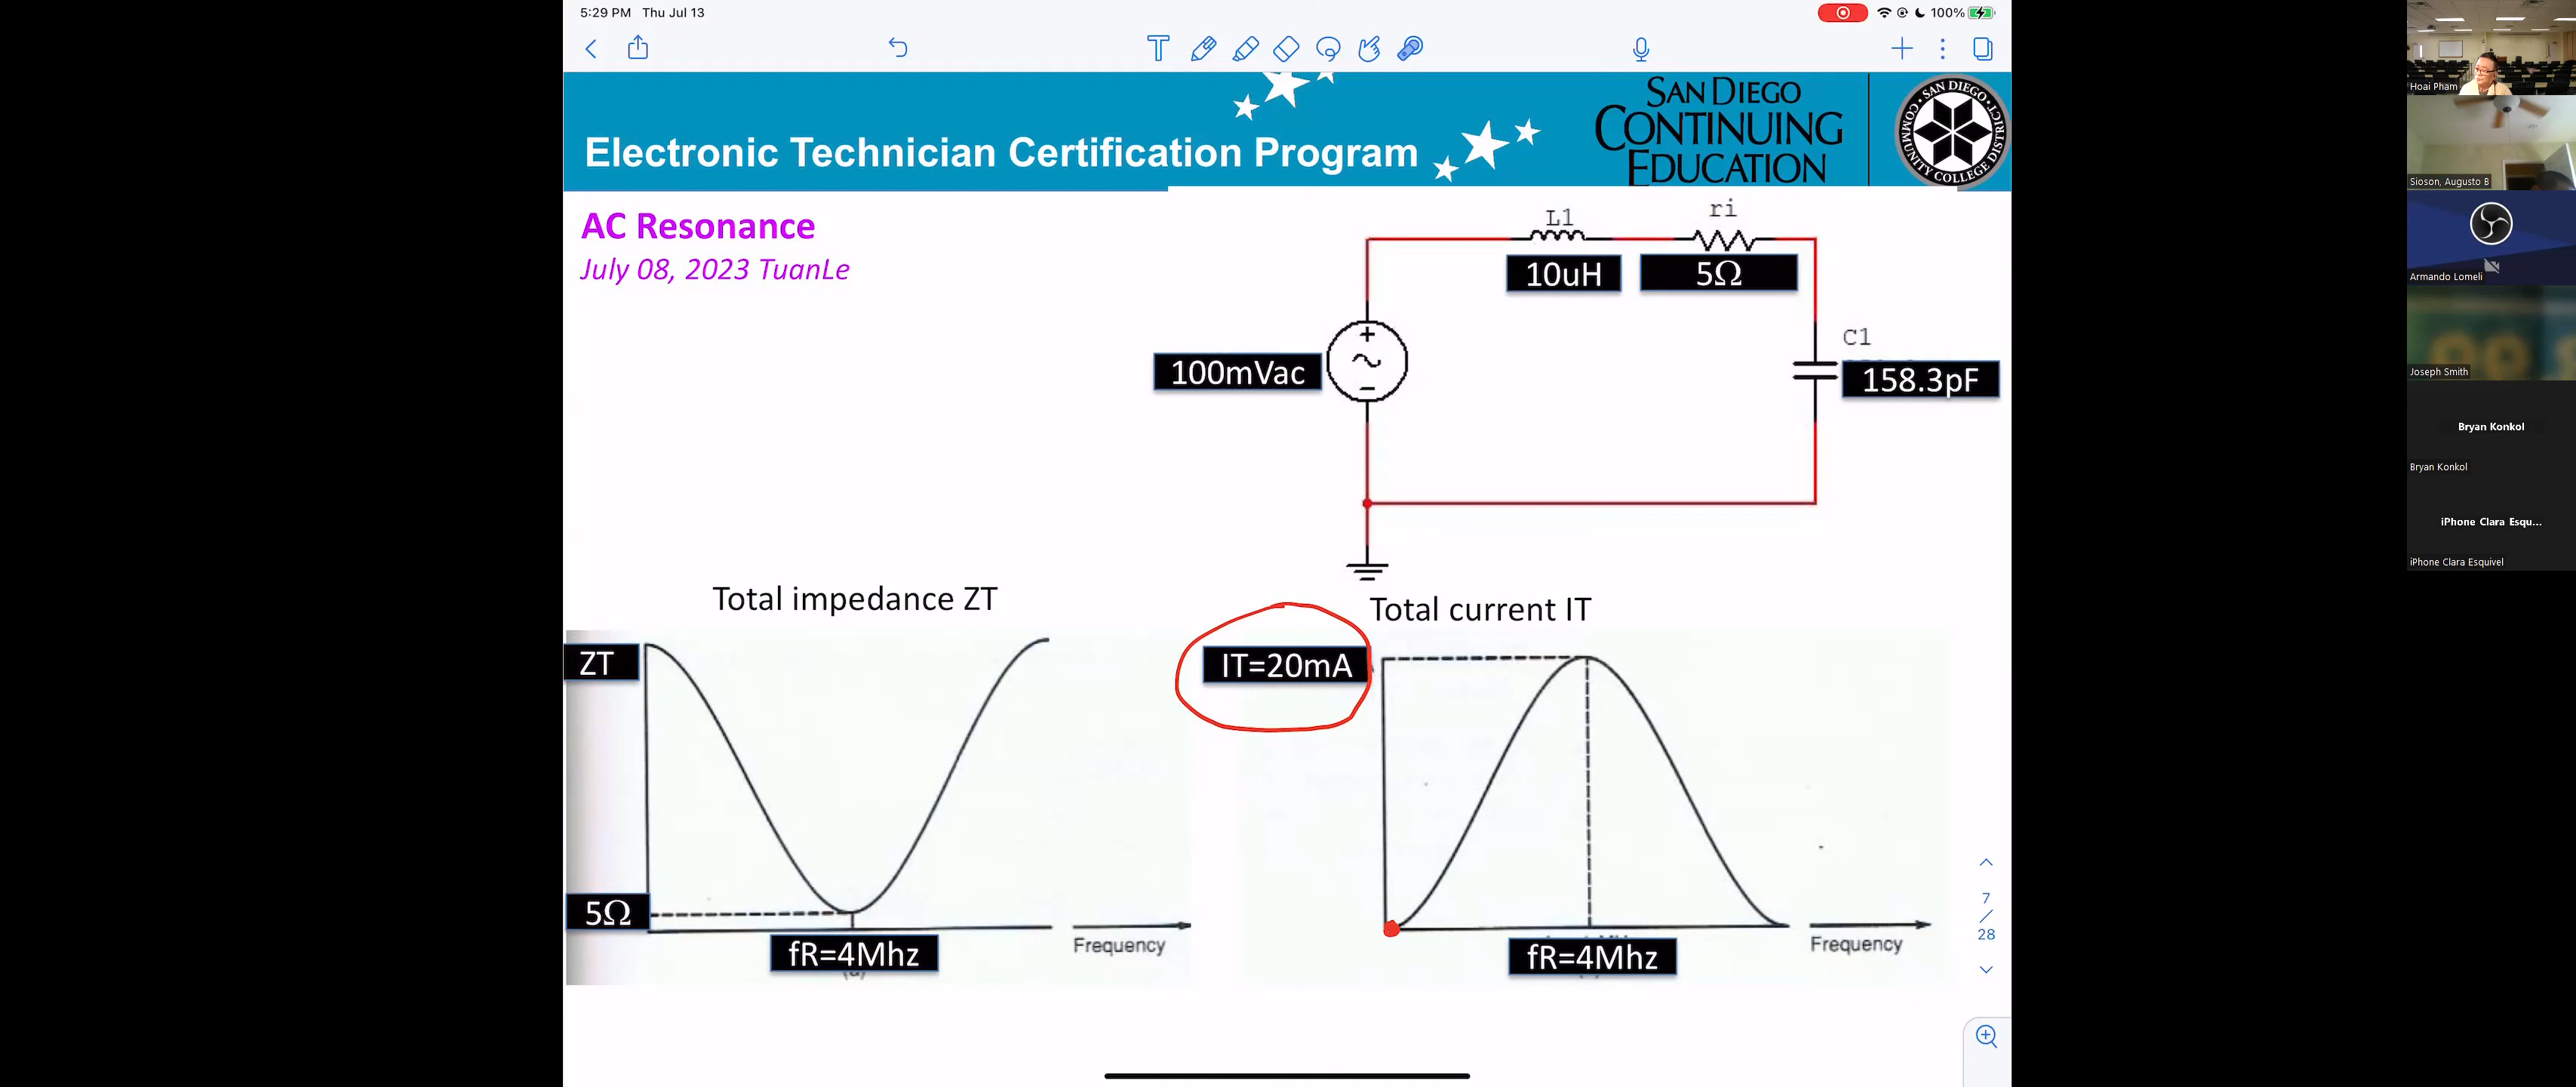 5:29 PM Thu Jul 13
100%
Electronic Technician Certification Program
SAN DIEGO
CONTINUING
EDUCATION
SAN DIEGO
COMMUNITY COLLEGE DISTRICT
AC Resonance
July 08, 2023 TuanLe
L1
ri
10uH
5Ω
100mVac
+
~
−
C1
158.3pF
Total impedance ZT
Total current IT
ZT
IT=20mA
5Ω
fR=4Mhz
Frequency
fR=4Mhz
Frequency
7
/
28
Hoai Pham
Sioson, Augusto B
Armando Lomeli
Joseph Smith
Bryan Konkol
Bryan Konkol
iPhone Clara Esqu...
iPhone Clara Esquivel